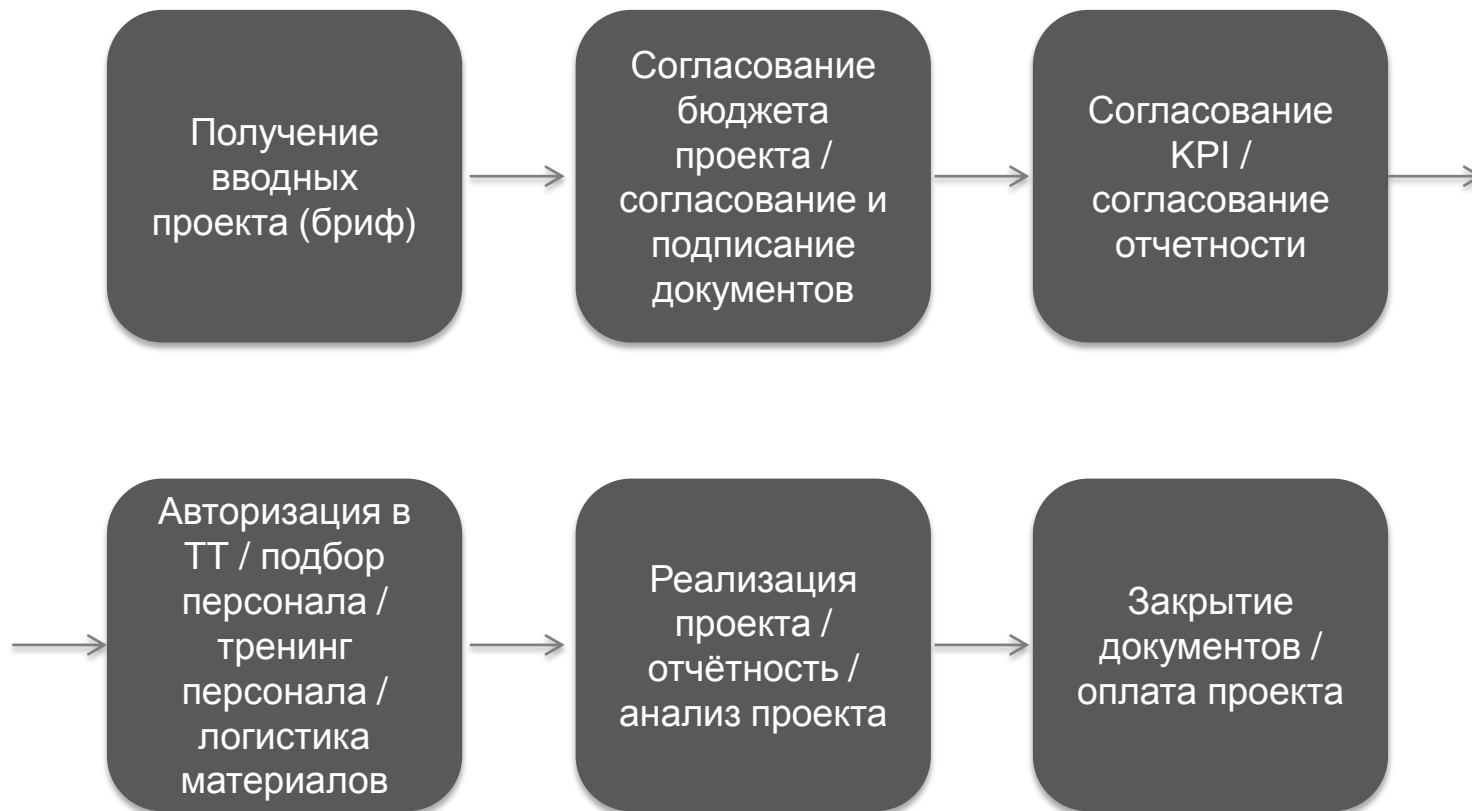 Получение
вводных
проекта (бриф)
Согласование
бюджета
проекта /
согласование и
подписание
документов
Согласование
KPI /
согласование
отчетности
Авторизация в
ТТ / подбор
персонала /
тренинг
персонала /
логистика
материалов
Реализация
проекта /
отчётность /
анализ проекта
Закрытие
документов /
оплата проекта